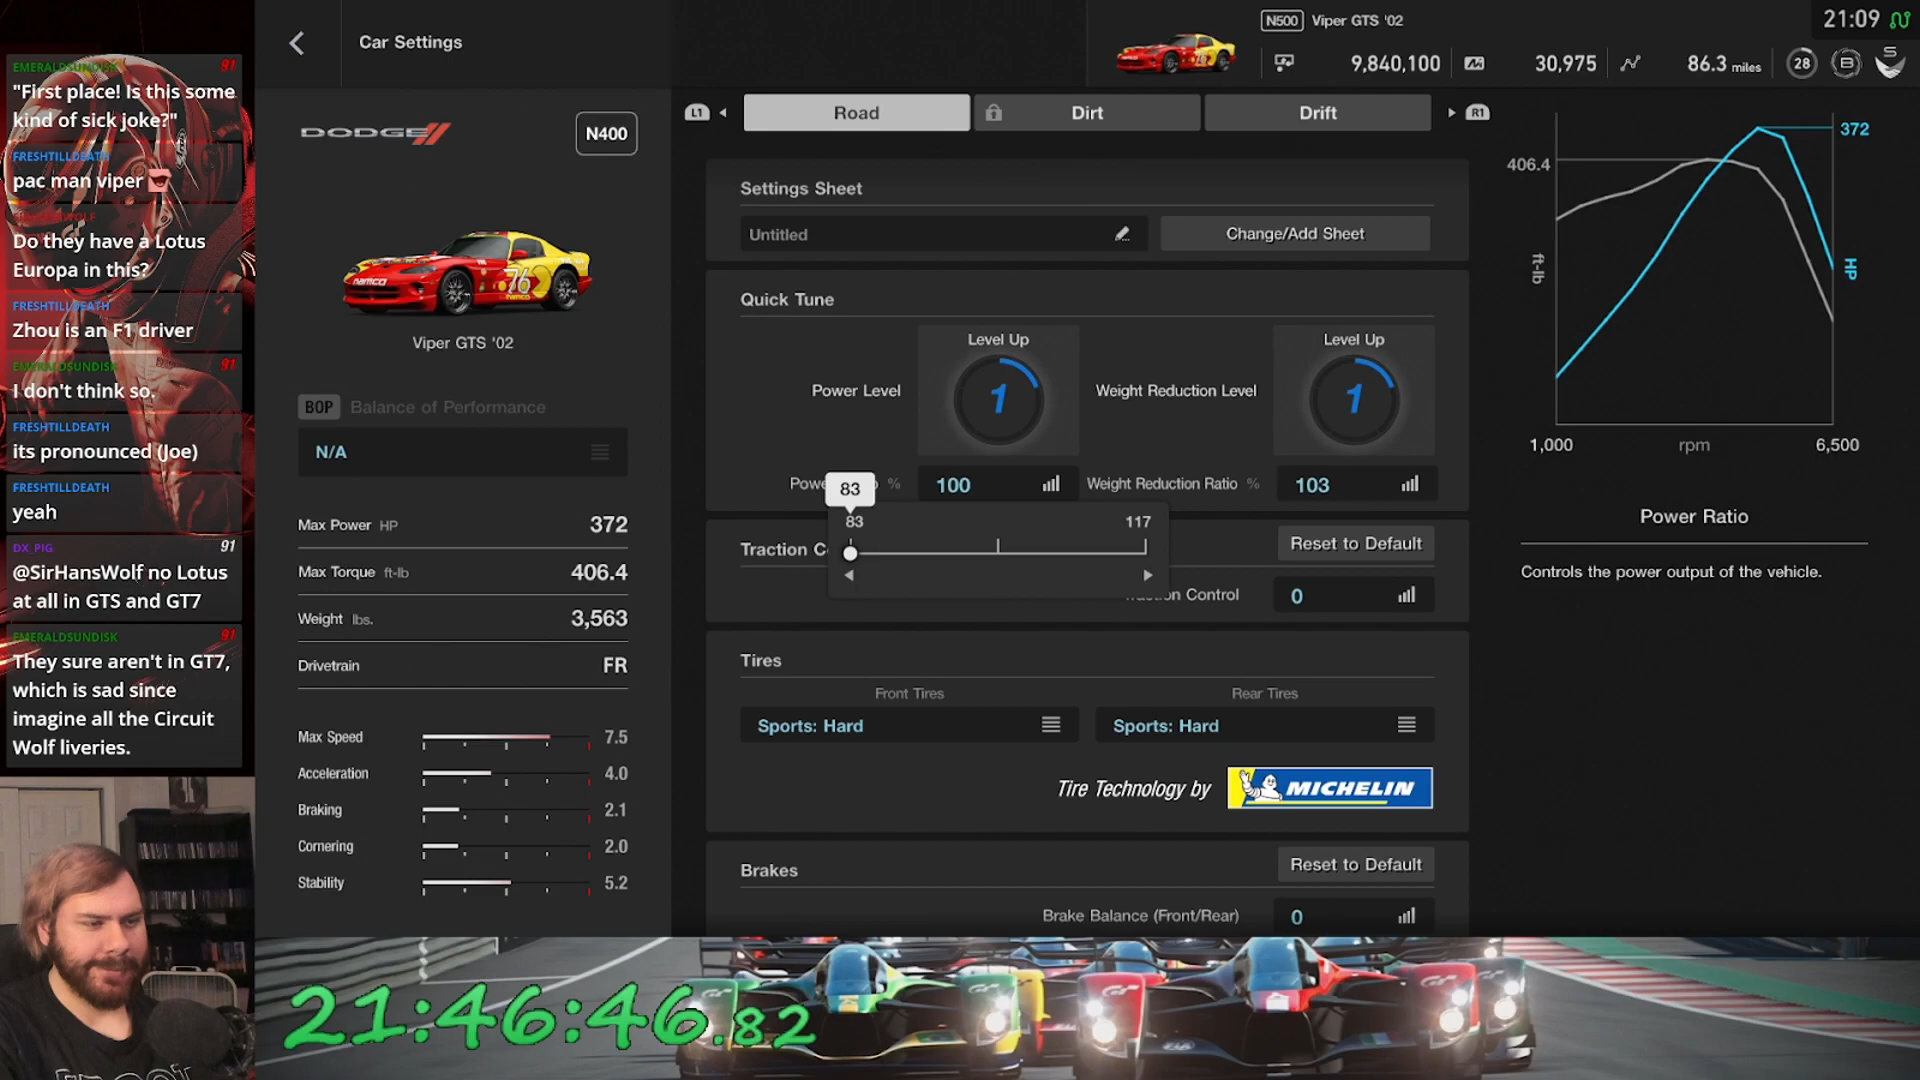 EMERALDSUNDISK 91
"First place! Is this some
kind of sick joke?"
FRESHTILLDEATH
pac man viper
Do they have a Lotus
Europa in this?
FRESHTILLDEATH
Zhou is an F1 driver
EMERALDSUNDISK 91
I don't think so.
FRESHTILLDEATH
its pronounced (Joe)
FRESHTILLDEATH
yeah
DX_PIG 91
@SirHansWolf no Lotus
at all in GTS and GT7
EMERALDSUNDISK 91
They sure aren't in GT7,
which is sad since
imagine all the Circuit
Wolf liveries.
Car Settings
N500 Viper GTS '02
21:09
9,840,100 30,975 86.3 miles 28 B S
DODGE
N400
namco
76
Viper GTS '02
BOP Balance of Performance
N/A
Max Power HP 372
Max Torque ft-lb 406.4
Weight lbs. 3,563
Drivetrain FR
Max Speed 7.5
Acceleration 4.0
Braking 2.1
Cornering 2.0
Stability 5.2
L1 Road Dirt Drift R1
Settings Sheet
Untitled Change/Add Sheet
Quick Tune
Level Up Level Up
Power Level 1 Weight Reduction Level 1
% 100 Weight Reduction Ratio % 103
83
83 117
Reset to Default
0
Tires
Front Tires Rear Tires
Sports: Hard Sports: Hard
Tire Technology by MICHELIN
Brakes Reset to Default
Brake Balance (Front/Rear) 0
372
406.4
ft-lb HP
1,000 rpm 6,500
Power Ratio
Controls the power output of the vehicle.
21:46:46.82